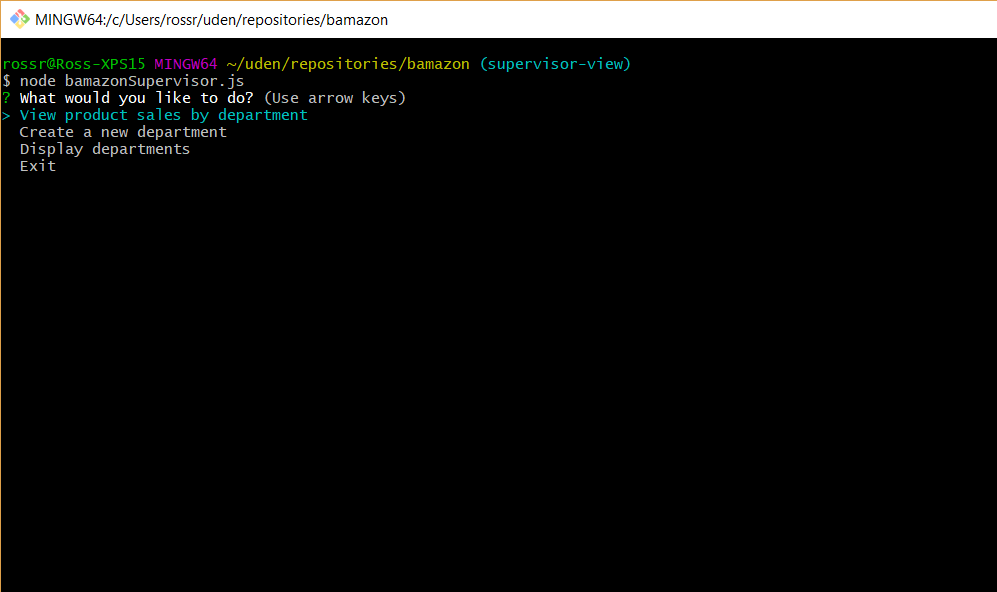 MINGW64:/c/Users/rossr/uden/repositories/bamazon
rossr@Ross-XPS15 MINGW64 ~/uden/repositories/bamazon (supervisor-view)
$ node bamazonSupervisor.js
? What would you like to do? (Use arrow keys)
> View product sales by department
  Create a new department
  Display departments
  Exit